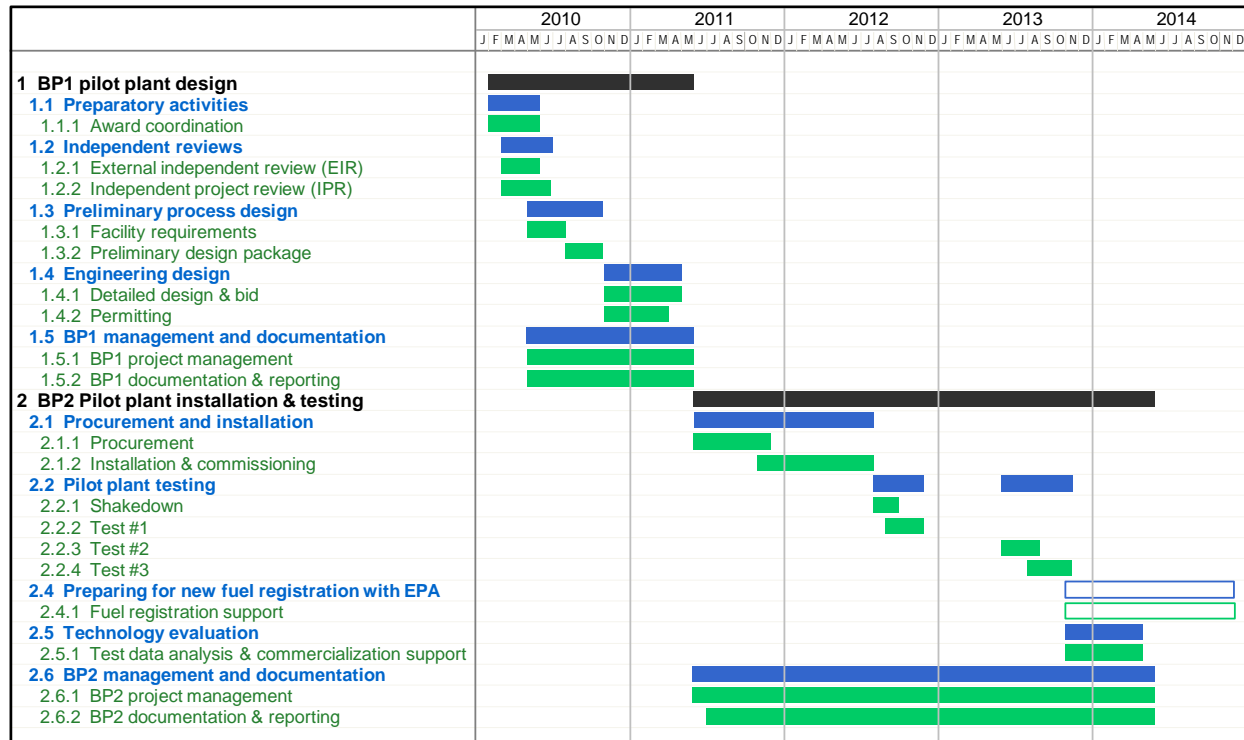 2010 2011 2012 2013 2014
J F M A M J J A S O N D J F M A M J J A S O N D J F M A M J J A S O N D J F M A M J J A S O N D J F M A M J J A S O N D
1 BP1 pilot plant design
1.1 Preparatory activities
1.1.1 Award coordination
1.2 Independent reviews
1.2.1 External independent review (EIR)
1.2.2 Independent project review (IPR)
1.3 Preliminary process design
1.3.1 Facility requirements
1.3.2 Preliminary design package
1.4 Engineering design
1.4.1 Detailed design & bid
1.4.2 Permitting
1.5 BP1 management and documentation
1.5.1 BP1 project management
1.5.2 BP1 documentation & reporting
2 BP2 Pilot plant installation & testing
2.1 Procurement and installation
2.1.1 Procurement
2.1.2 Installation & commissioning
2.2 Pilot plant testing
2.2.1 Shakedown
2.2.2 Test #1
2.2.3 Test #2
2.2.4 Test #3
2.4 Preparing for new fuel registration with EPA
2.4.1 Fuel registration support
2.5 Technology evaluation
2.5.1 Test data analysis & commercialization support
2.6 BP2 management and documentation
2.6.1 BP2 project management
2.6.2 BP2 documentation & reporting